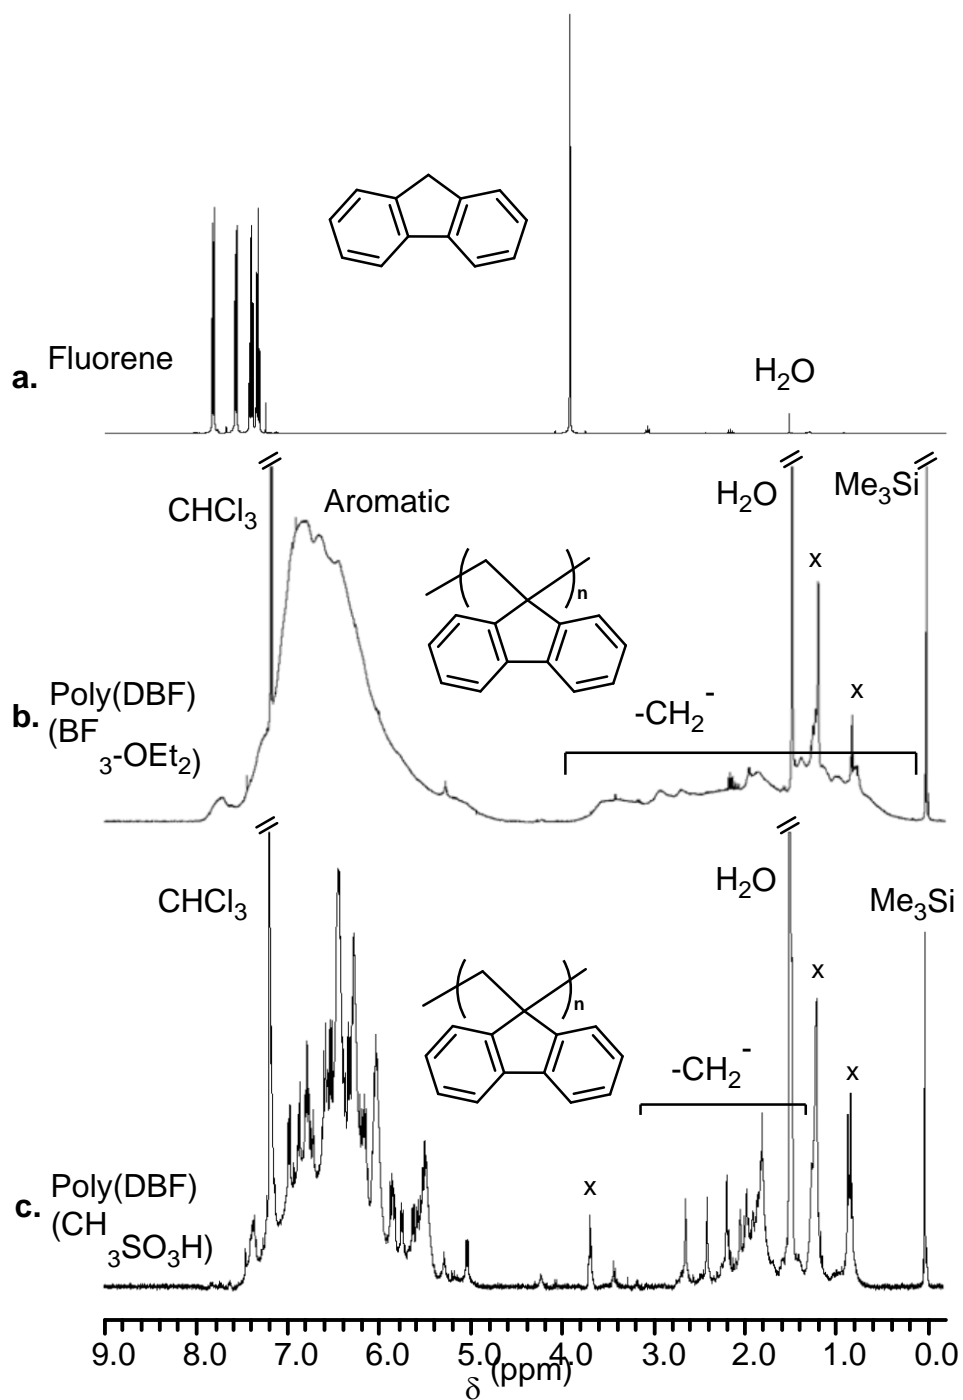 a. Fluorene
H2O
CHCl3
Aromatic
H2O
Me3Si
x
n
x
-CH2-
b. Poly(DBF)
(BF3-OEt2)
CHCl3
H2O
Me3Si
x
n
-CH2-
x
x
c. Poly(DBF)
(CH3SO3H)
9.0 8.0 7.0 6.0 5.0 4.0 3.0 2.0 1.0 0.0
δ (ppm)